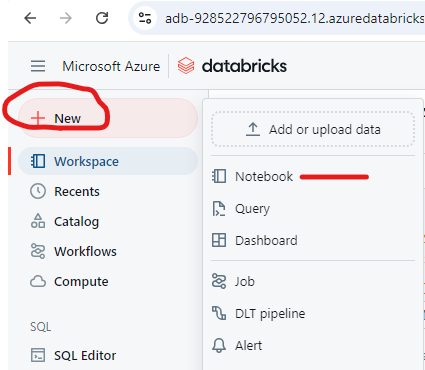 adb-928522796795052.12.azuredatabricks
Microsoft Azure databricks
New
Add or upload data
Workspace
Notebook
Recents
Query
Catalog
Dashboard
Workflows
Compute
Job
DLT pipeline
SQL
Alert
SQL Editor